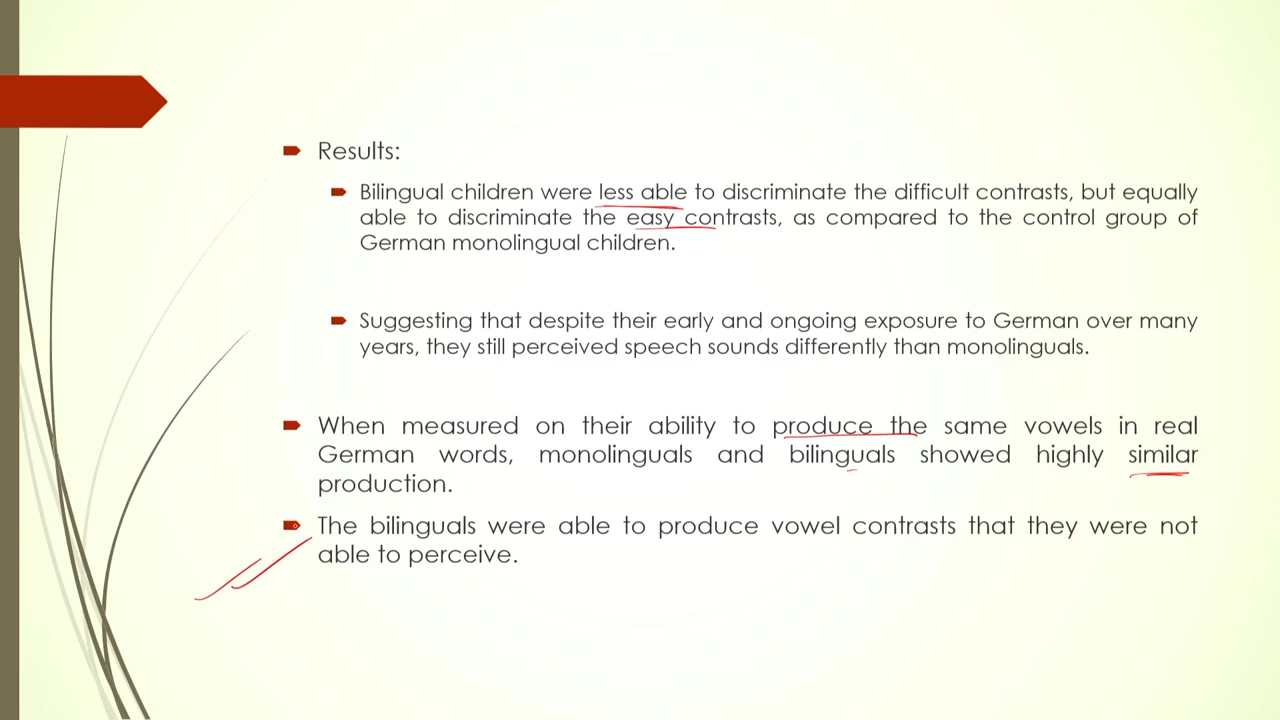 Results:
Bilingual children were less able to discriminate the difficult contrasts, but equally
able to discriminate the easy contrasts, as compared to the control group of
German monolingual children.
Suggesting that despite their early and ongoing exposure to German over many
years, they still perceived speech sounds differently than monolinguals.
When measured on their ability to produce the same vowels in real
German words, monolinguals and bilinguals showed highly similar
production.
The bilinguals were able to produce vowel contrasts that they were not
able to perceive.